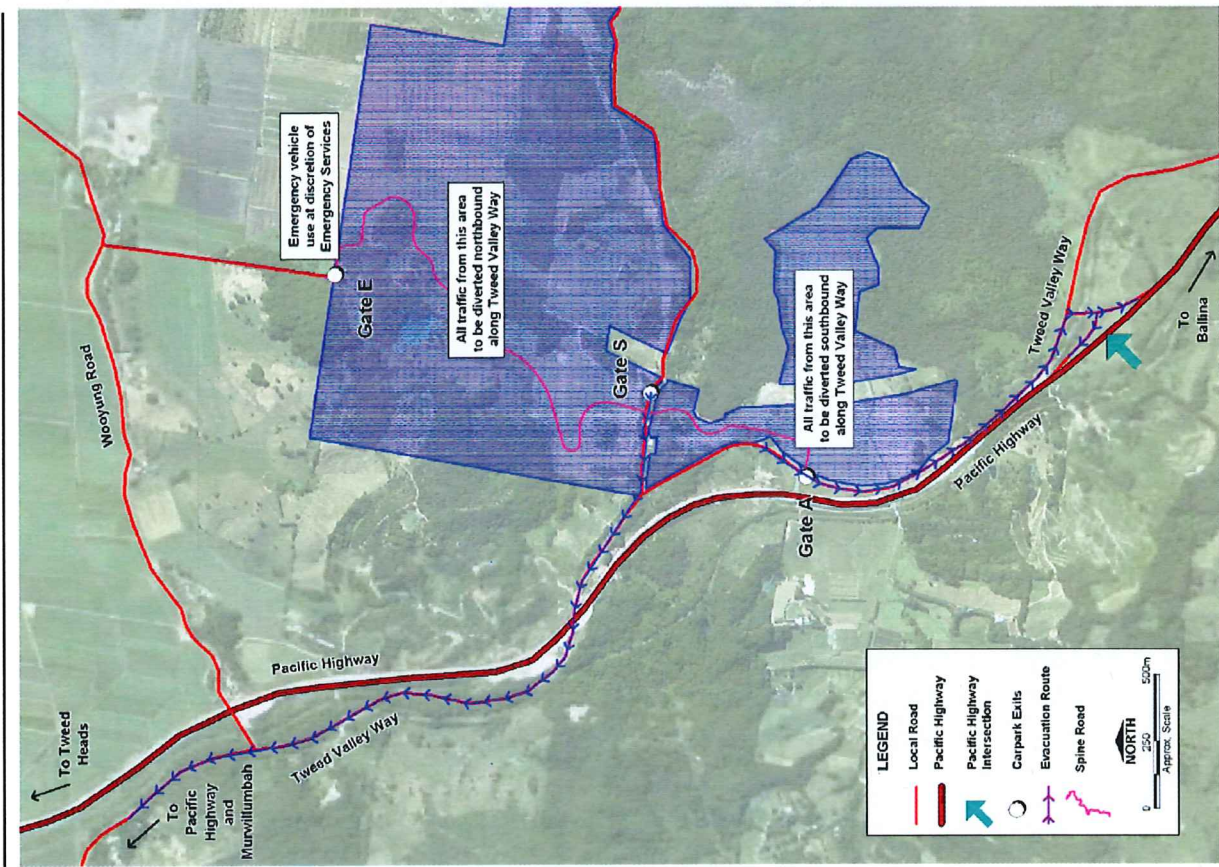 To Tweed
Heads
To
Pacific
Highway
and
Murwillumbah
Wooyung Road
Pacific Highway
Tweed Valley Way
Emergency vehicle
use at discretion of
Emergency Services
Gate E
All traffic from this area
to be diverted northbound
along Tweed Valley Way
Gate S
Gate A
All traffic from this area
to be diverted southbound
along Tweed Valley Way
Pacific Highway
Tweed Valley Way
To
Ballina
LEGEND
Local Road
Pacific Highway
Pacific Highway
Intersection
Carpark Exits
Evacuation Route
Spine Road
NORTH
0 250 500m
Approx. Scale